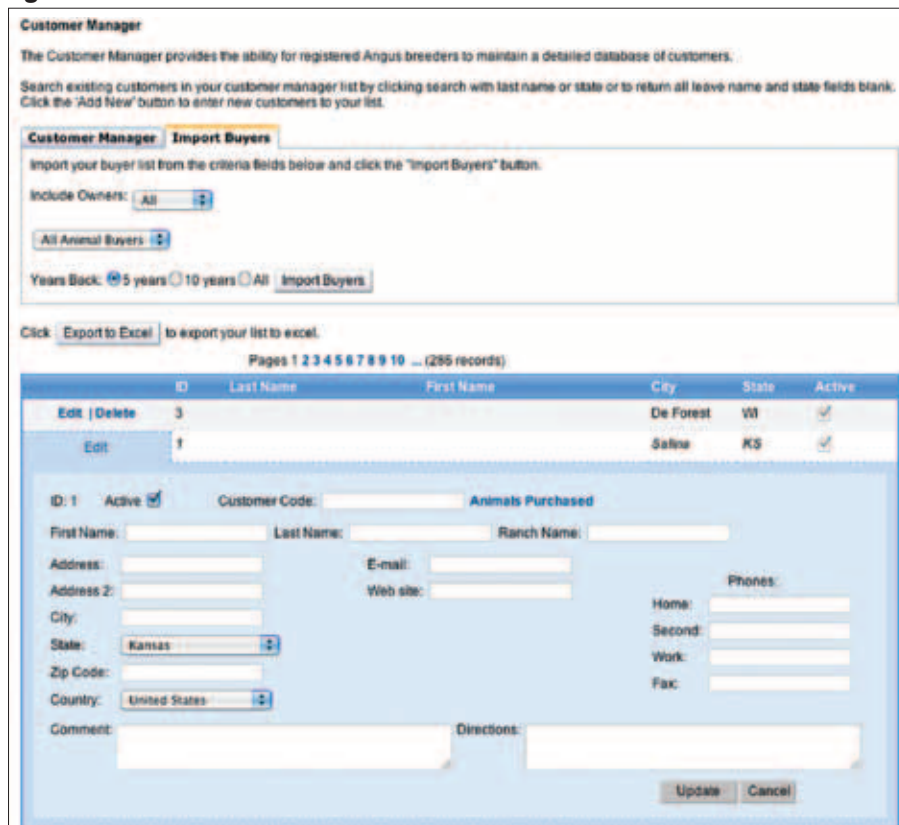 Customer Manager
The Customer Manager provides the ability for registered Angus breeders to maintain a detailed database of customers.
Search existing customers in your customer manager list by clicking search with last name or state or to return all leave name and state fields blank.
Click the 'Add New' button to enter new customers to your list.
Customer Manager Import Buyers
Import your buyer list from the criteria fields below and click the "Import Buyers" button.
Include Owners: All
All Animal Buyers
Years Back: 5 years 10 years All Import Buyers
Click Export to Excel to export your list to excel.
Pages 1 2 3 4 5 6 7 8 9 10 ... (286 records)
ID Last Name First Name City State Active
Edit | Delete 3 De Forest WI
Edit 1 Salina KS
ID: 1 Active Customer Code: Animals Purchased
First Name: Last Name: Ranch Name:
Address: E-mail:
Address 2: Web site: Phones:
Home:
City:
Second:
State: Kansas
Work:
Zip Code:
Fax:
Country: United States
Comment: Directions:
Update Cancel